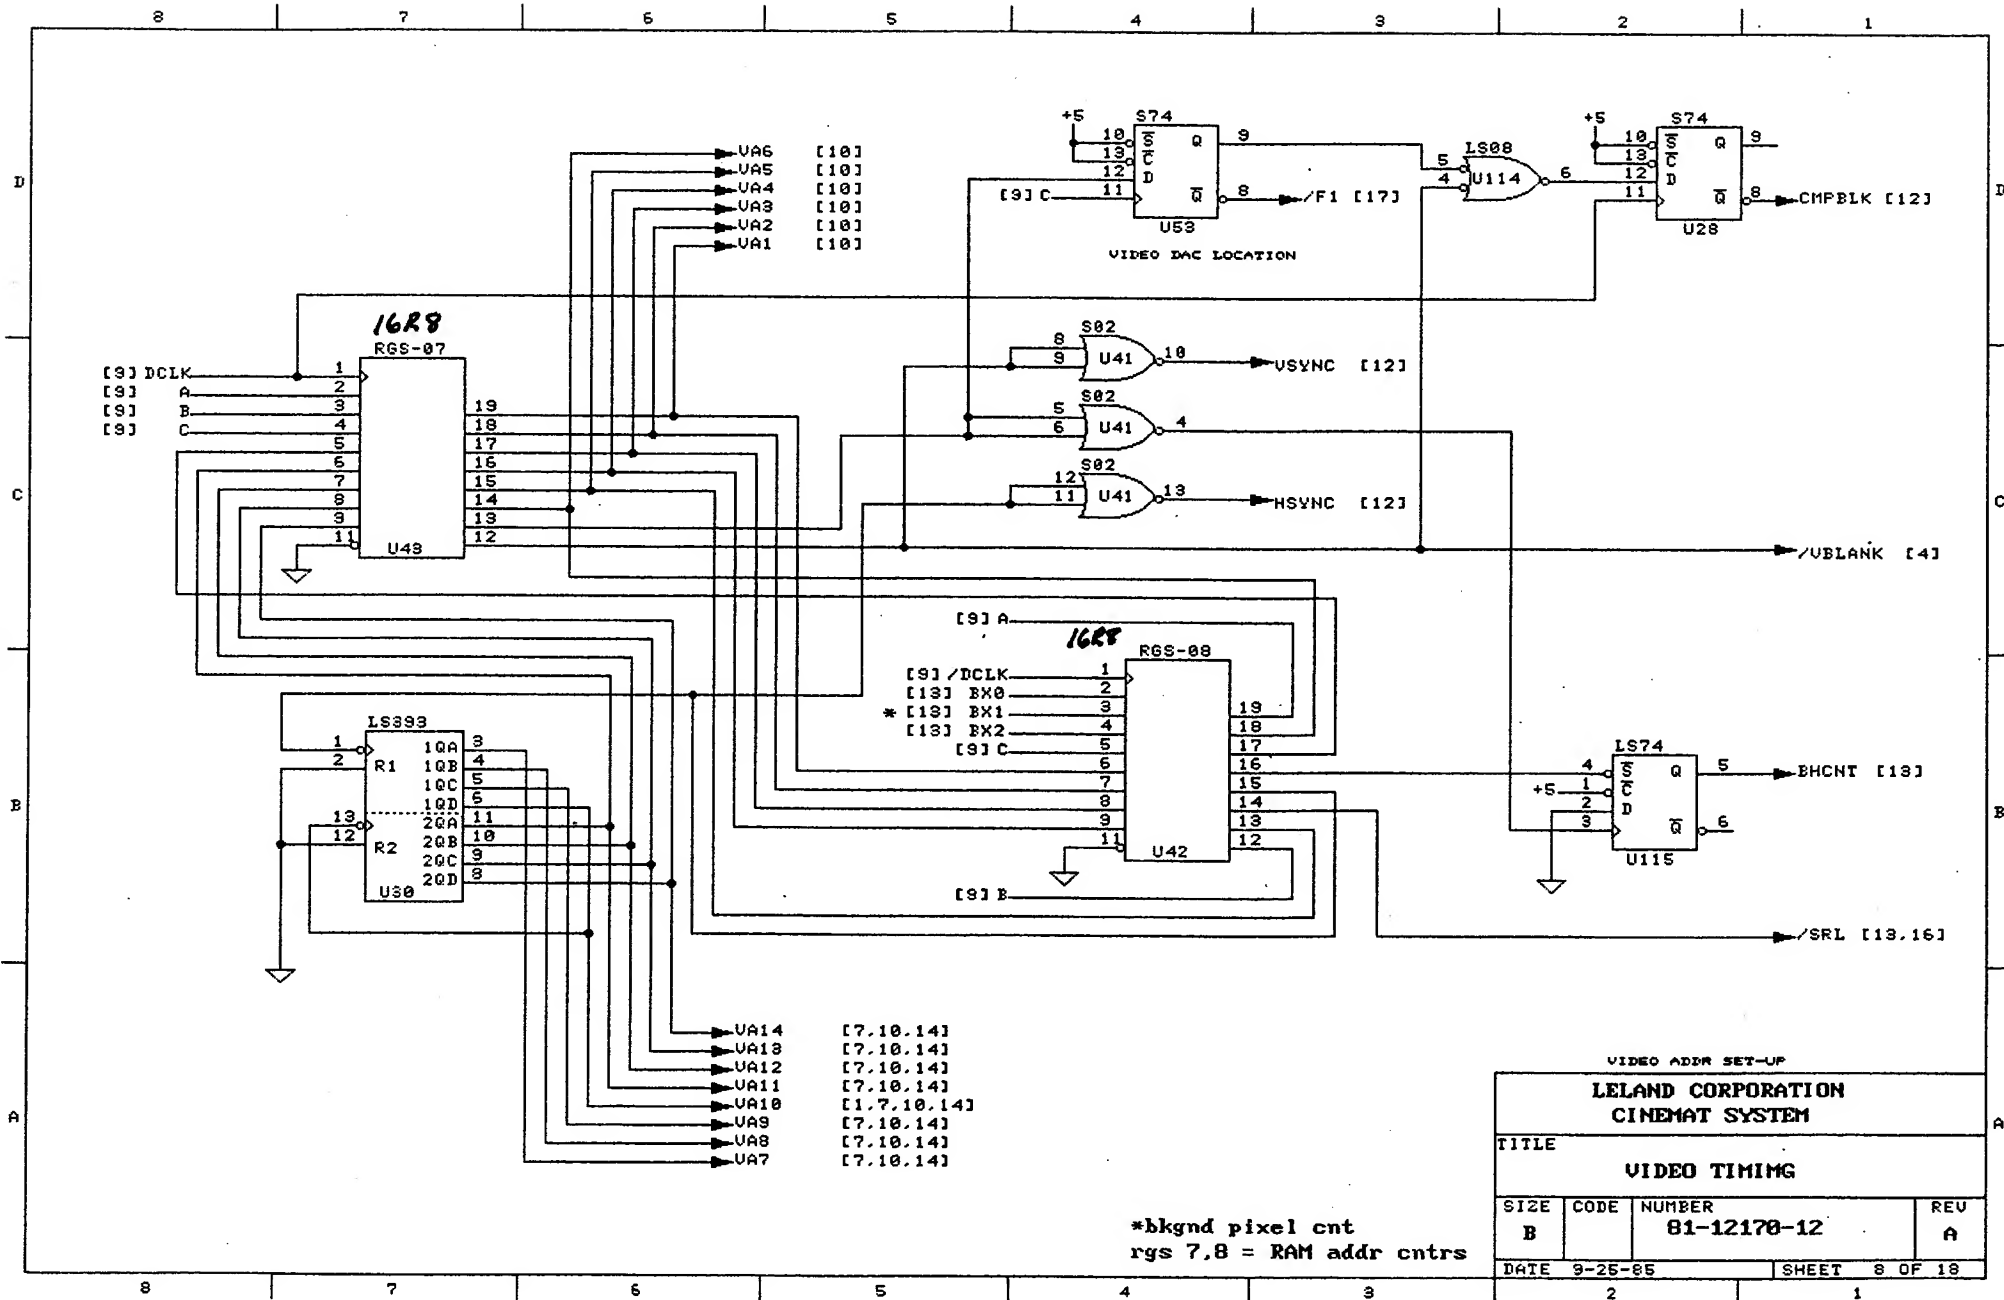 8 7 6 5 4 3 2 1
D
C
B
A
D
C
B
A
VA6 [10]
VA5 [10]
VA4 [10]
VA3 [10]
VA2 [10]
VA1 [10]
+5
S74
10 S Q 9
13 C
12 D
[9] C 11 Q 8 /F1 [17]
U53
VIDEO DAC LOCATION
LS08
5
4
U114
6
+5
S74
10 S Q 9
13 C
12 D
11 Q 8 CMPBLK [12]
U28
16R8
RGS-07
[9] DCLK 1
[9] A 2
[9] B 3
[9] C 4
5
6
7
8
9
11
19
18
17
16
15
14
13
12
U43
S02
8
9 U41 10 VSYNC [12]
S02
5
6 U41 4
S02
12
11 U41 13 HSYNC [12]
/VBLANK [4]
[9] A
16R8
RGS-08
[9] /DCLK 1
[13] BX0 2
* [13] BX1 3
[13] BX2 4
[9] C 5
6
7
8
9
11
19
18
17
16
15
14
13
12
U42
[9] B
LS393
1 1QA 3
2 R1 1QB 4
1QC 5
1QD 6
13 2QA 11
12 R2 2QB 10
2QC 9
2QD 8
U30
LS74
4 S Q 5 BHCNT [13]
+5 1 C
2 D
3 Q 6
U115
/SRL [13,16]
VA14 [7,10,14]
VA13 [7,10,14]
VA12 [7,10,14]
VA11 [7,10,14]
VA10 [1,7,10,14]
VA9 [7,10,14]
VA8 [7,10,14]
VA7 [7,10,14]
*bkgnd pixel cnt
rgs 7,8 = RAM addr cntrs
VIDEO ADDR SET-UP
LELAND CORPORATION
CINEMAT SYSTEM
TITLE
VIDEO TIMIMG
SIZE CODE NUMBER REV
B 81-12170-12 A
DATE 9-25-85 SHEET 8 OF 18
8 7 6 5 4 3 2 1